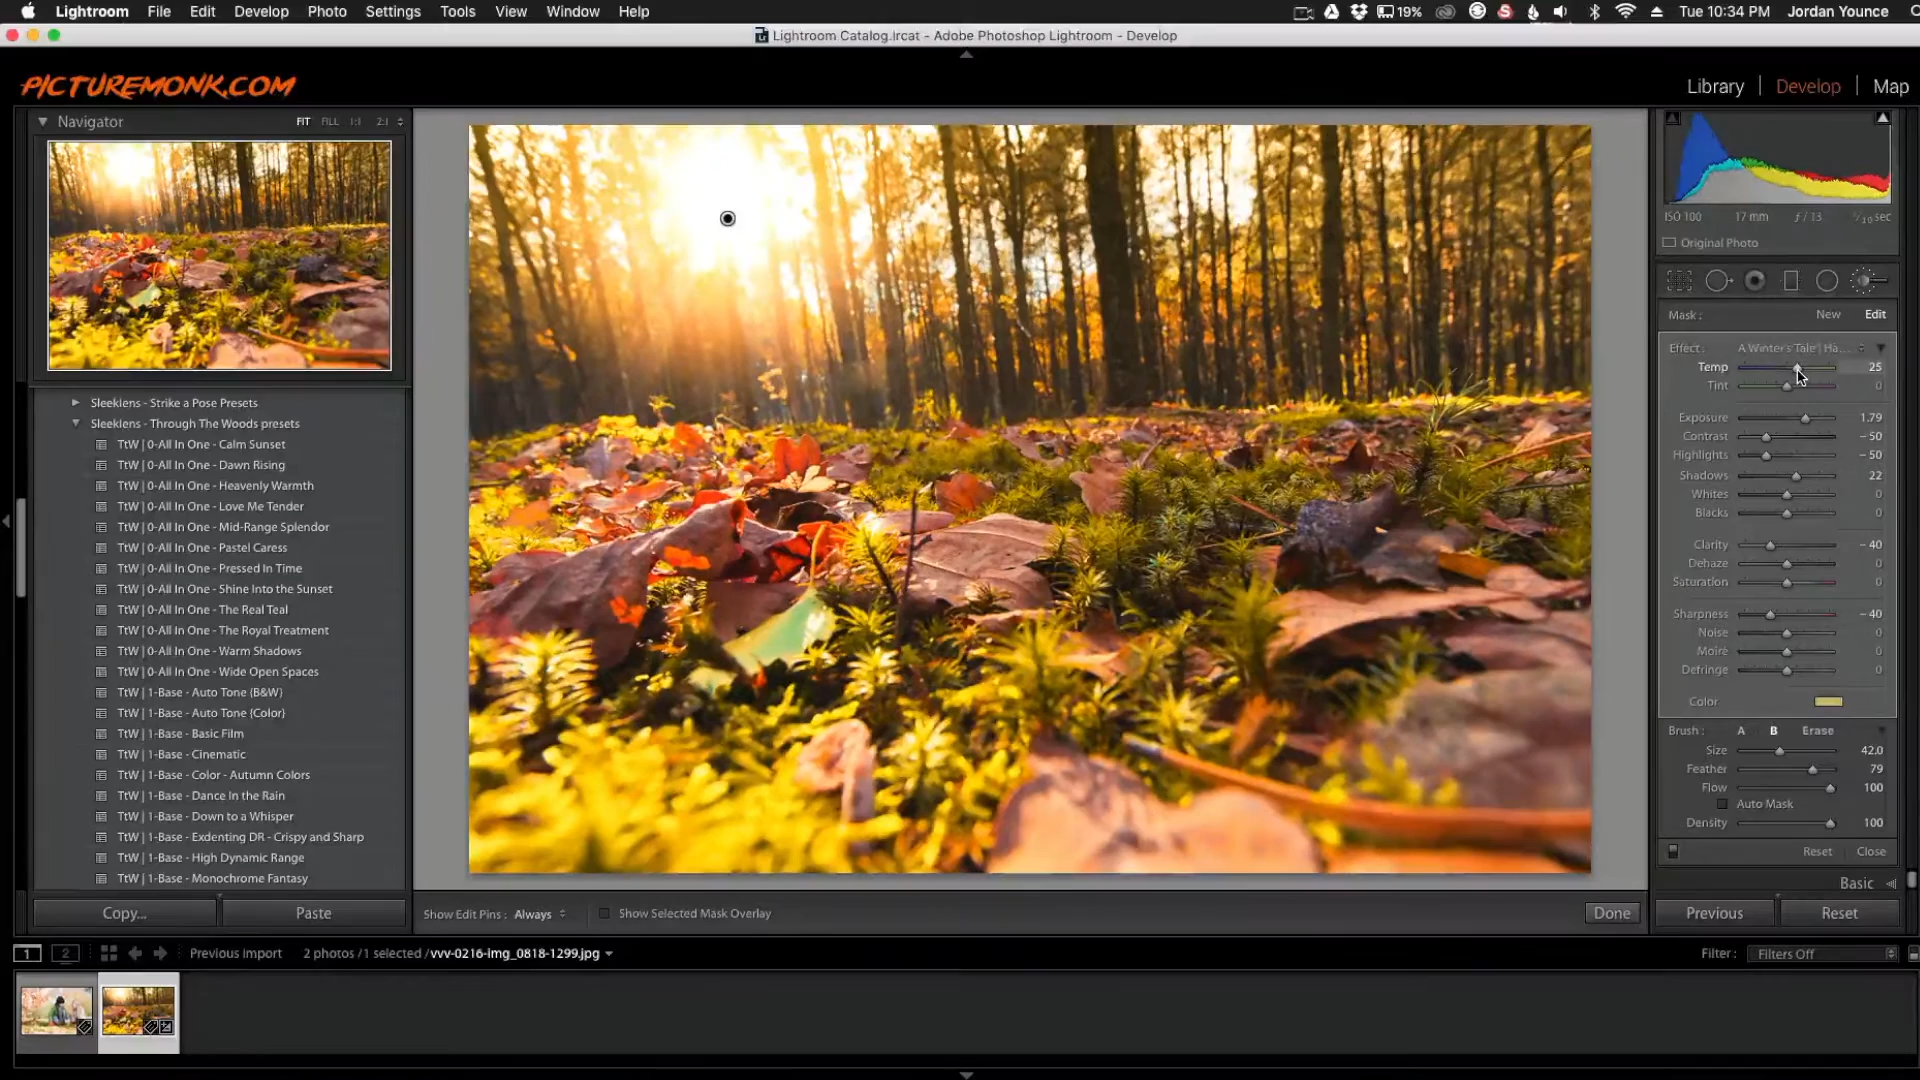 Lightroom File Edit Develop Photo Settings Tools View Window Help 19% Tue 10:34 PM Jordan Younce
Lightroom Catalog.lrcat - Adobe Photoshop Lightroom - Develop
PICTUREMONK.COM
Library | Develop | Map
Navigator FIT FILL 1:1 2:1
ISO 100 17 mm ƒ / 13
Original Photo
Mask : New Edit
Effect : A Winter's Tale | Ha...
Temp 25
Tint 0
Exposure 1.79
Contrast – 50
Highlights – 50
Shadows 22
Whites 0
Blacks 0
Clarity – 40
Dehaze 0
Saturation 0
Sharpness – 40
Noise 0
Moiré 0
Defringe 0
Color
Brush : A B Erase
Size 42.0
Feather 79
Flow 100
Auto Mask
Density 100
Reset Close
Basic
Previous Reset
Sleeklens - Strike a Pose Presets
Sleeklens - Through The Woods presets
TtW | 0-All In One - Calm Sunset
TtW | 0-All In One - Dawn Rising
TtW | 0-All In One - Heavenly Warmth
TtW | 0-All In One - Love Me Tender
TtW | 0-All In One - Mid-Range Splendor
TtW | 0-All In One - Pastel Caress
TtW | 0-All In One - Pressed In Time
TtW | 0-All In One - Shine Into the Sunset
TtW | 0-All In One - The Real Teal
TtW | 0-All In One - The Royal Treatment
TtW | 0-All In One - Warm Shadows
TtW | 0-All In One - Wide Open Spaces
TtW | 1-Base - Auto Tone {B&W}
TtW | 1-Base - Auto Tone {Color}
TtW | 1-Base - Basic Film
TtW | 1-Base - Cinematic
TtW | 1-Base - Color - Autumn Colors
TtW | 1-Base - Dance In the Rain
TtW | 1-Base - Down to a Whisper
TtW | 1-Base - Exdenting DR - Crispy and Sharp
TtW | 1-Base - High Dynamic Range
TtW | 1-Base - Monochrome Fantasy
Copy... Paste
Show Edit Pins : Always Show Selected Mask Overlay Done
1 2 Previous Import 2 photos / 1 selected / vvv-0216-img_0818-1299.jpg Filter : Filters Off